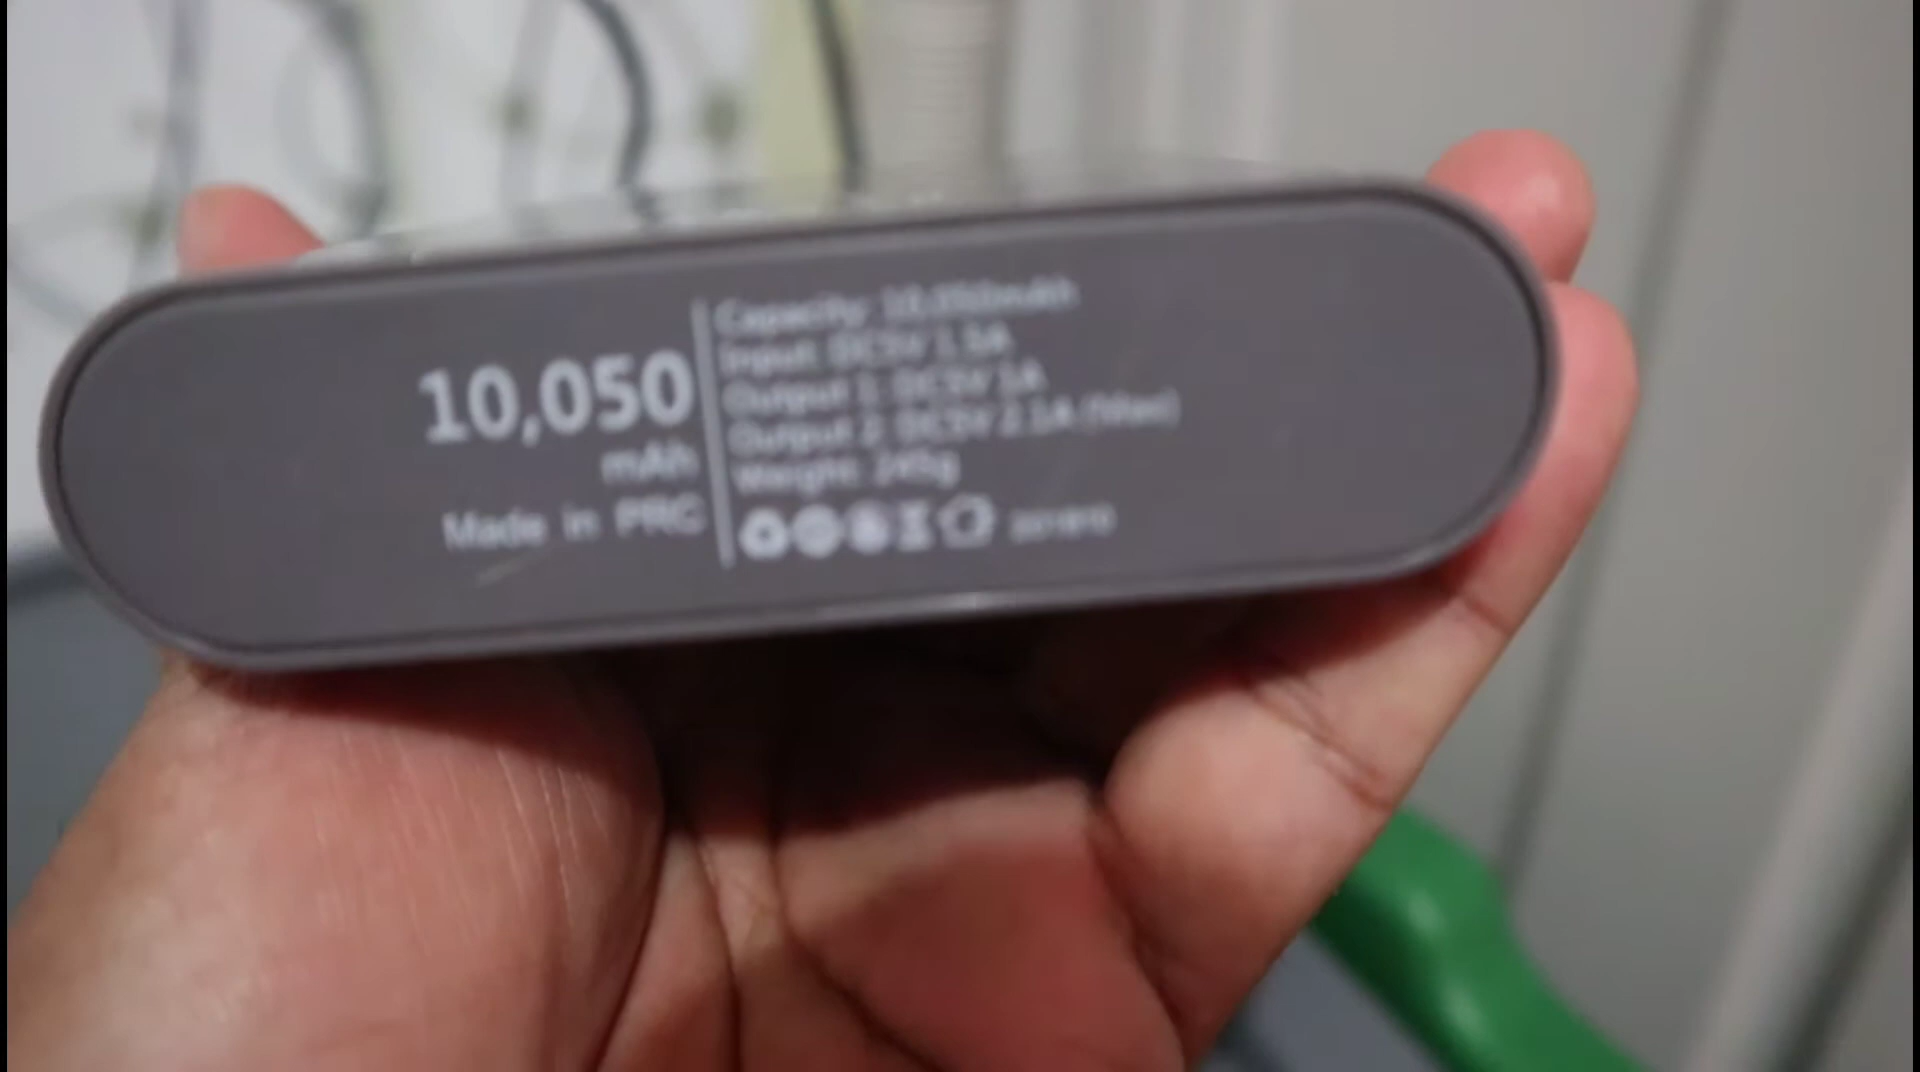 10,050
mAh
Made in PRC
Capacity: 10,050mAh
Input: DC5V 1.5A
Output 1: DC5V 1A
Output 2: DC5V 2.1A (Max)
Weight: 245g